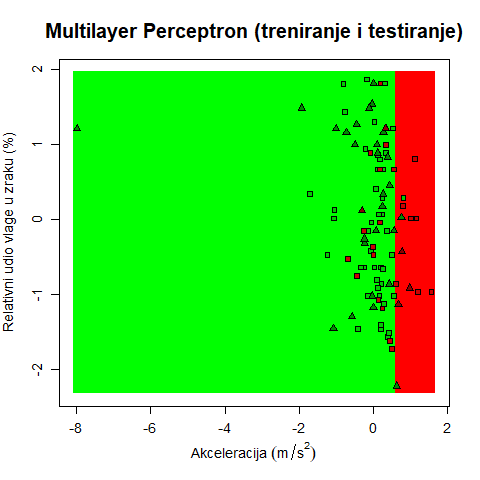 Multilayer Perceptron (treniranje i testiranje)
Relativni udio vlage u zraku (%)
2
1
0
-1
-2
-8 -6 -4 -2 0 2
Akceleracija (m/s²)